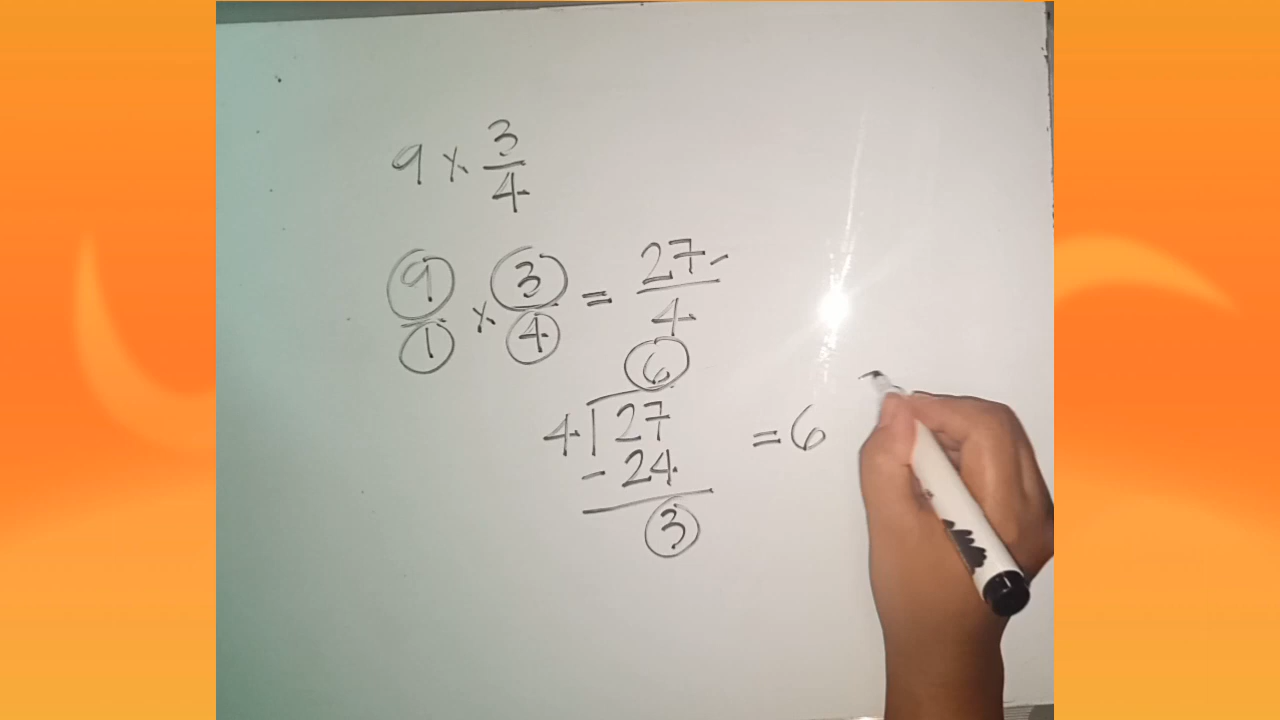 9 x 3/4
9/1 x 3/4 = 27/4
6
4)27 = 6
- 24
3